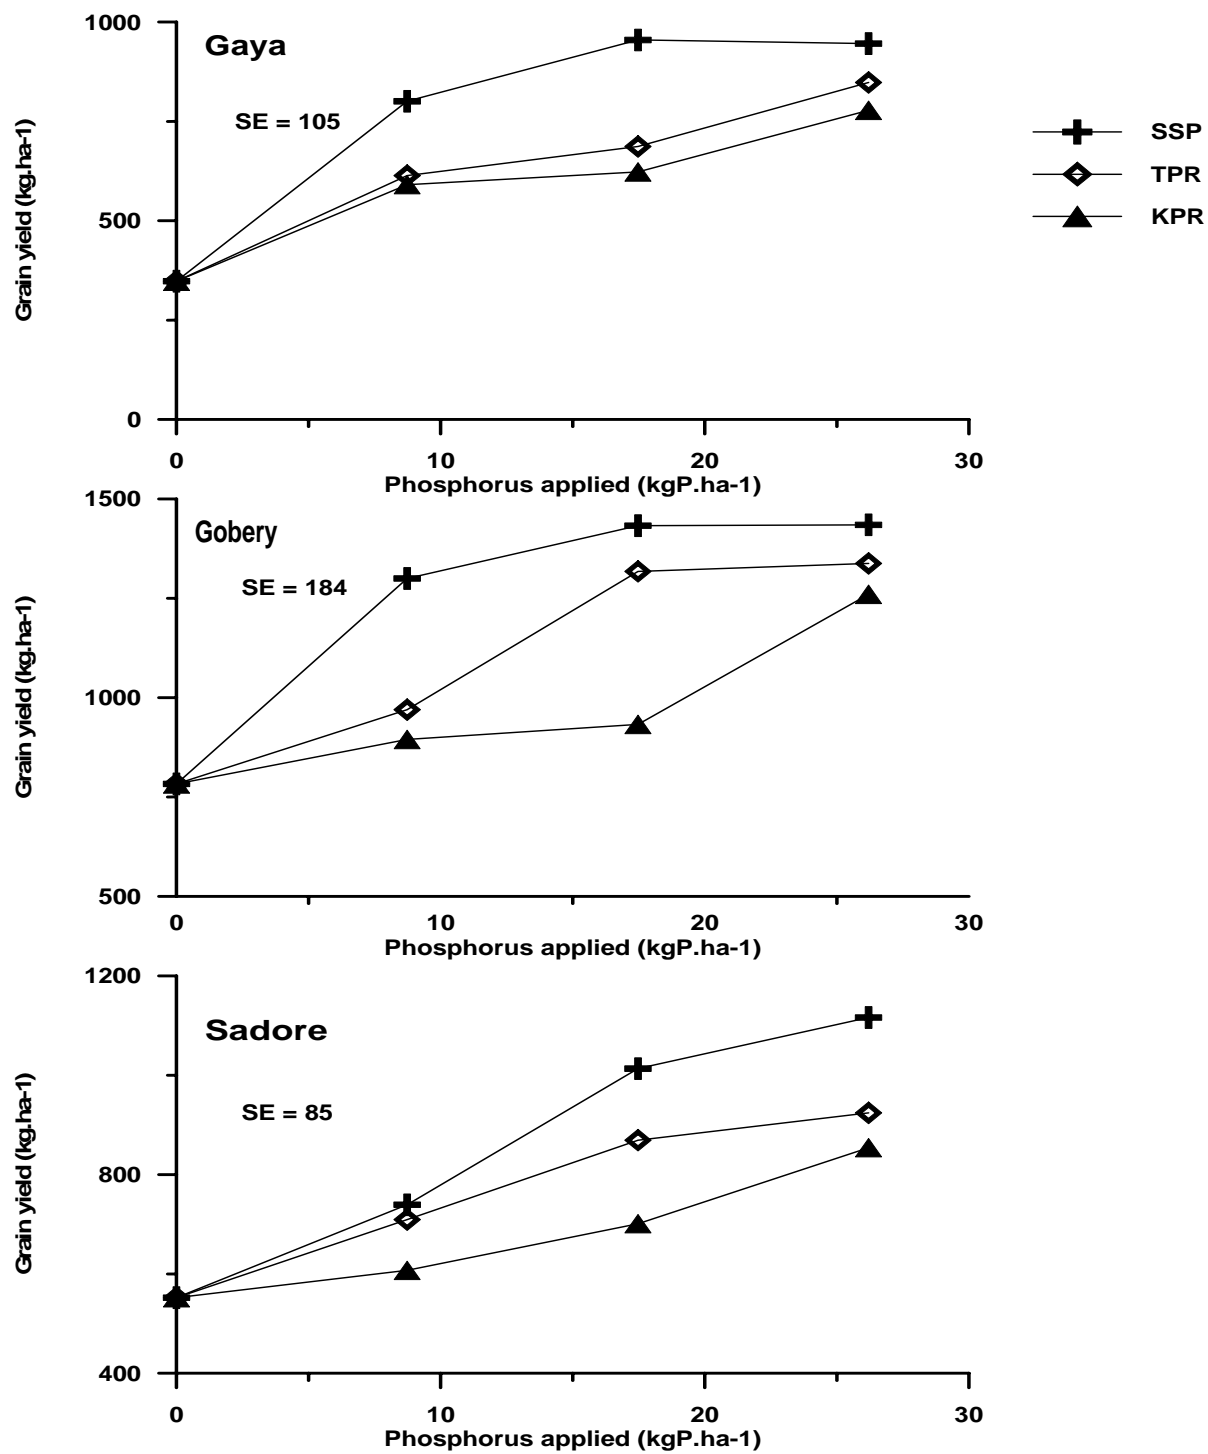 1000
Gaya
SE = 105
SSP
TPR
KPR
Grain yield (kg.ha-1)
500
0
0 10 20 30
Phosphorus applied (kgP.ha-1)
1500
Gobery
SE = 184
Grain yield (kg.ha-1)
1000
500
0 10 20 30
Phosphorus applied (kgP.ha-1)
1200
Sadore
SE = 85
Grain yield (kg.ha-1)
800
400
0 10 20 30
Phosphorus applied (kgP.ha-1)